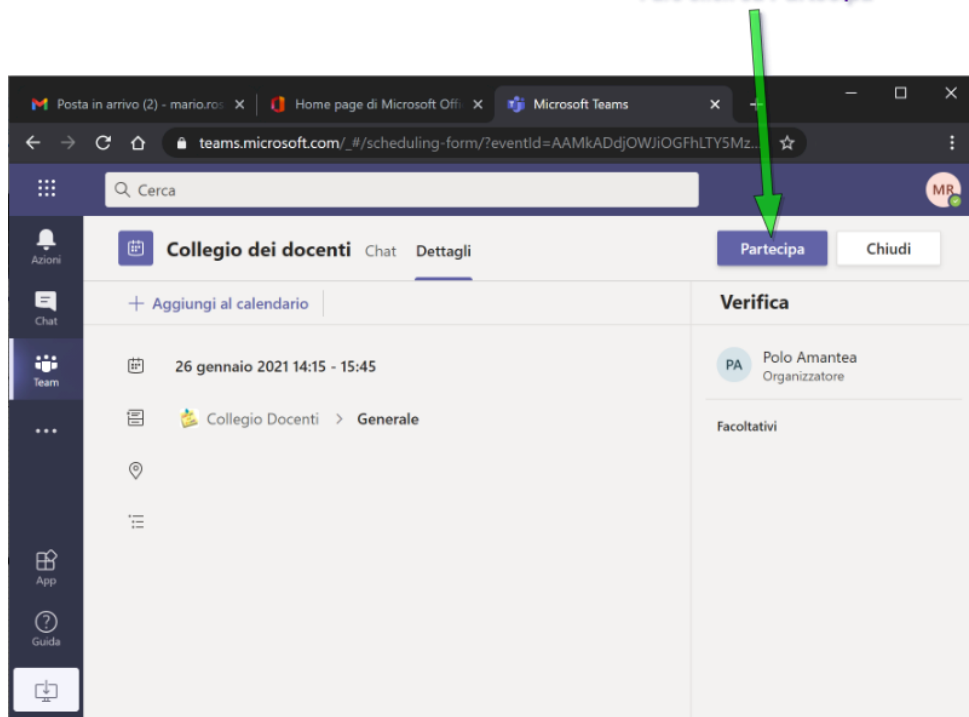 Posta in arrivo (2) - mario.ros
Home page di Microsoft Offi
Microsoft Teams
teams.microsoft.com/_#/scheduling-form/?eventId=AAMkADdjOWJiOGFhLTY5Mz...
Cerca
MR
Azioni
Chat
Team
App
Guida
Collegio dei docenti Chat Dettagli
Partecipa
Chiudi
+ Aggiungi al calendario
26 gennaio 2021 14:15 - 15:45
Collegio Docenti > Generale
Verifica
PA
Polo Amantea
Organizzatore
Facoltativi